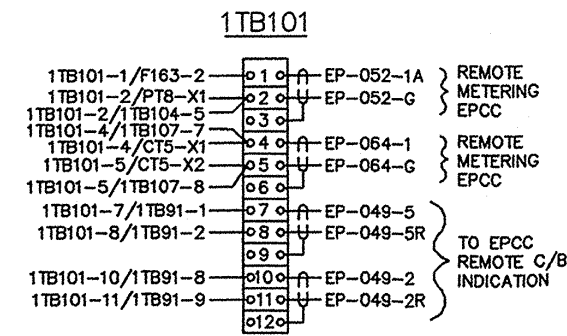 1TB101
1TB101-1/F163-2 1 EP-052-1A REMOTE
1TB101-2/PT8-X1 2 EP-052-G METERING
1TB101-2/1TB104-5 3 EPCC
1TB101-4/1TB107-7
1TB101-4/CT5-X1 4 EP-064-1 REMOTE
1TB101-5/CT5-X2 5 EP-064-G METERING
1TB101-5/1TB107-8 6 EPCC
1TB101-7/1TB91-1 7 EP-049-5
1TB101-8/1TB91-2 8 EP-049-5R
9 TO EPCC
REMOTE C/B
1TB101-10/1TB91-8 10 EP-049-2 INDICATION
1TB101-11/1TB91-9 11 EP-049-2R
12